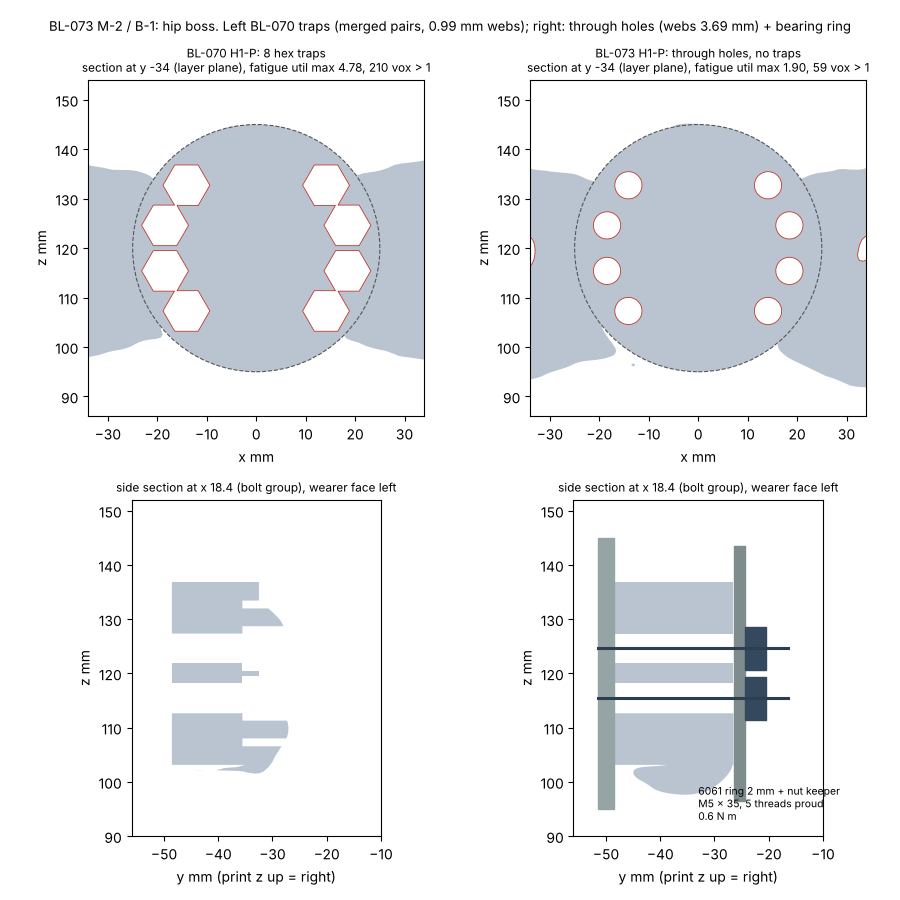 BL-073 M-2 / B-1: hip boss. Left BL-070 traps (merged pairs, 0.99 mm webs); right: through holes (webs 3.69 mm) + bearing ring
BL-070 H1-P: 8 hex traps
section at y -34 (layer plane), fatigue util max 4.78, 210 vox > 1
150
140
130
120
110
100
90
z mm
−30
−20
−10
0
10
20
30
x mm
BL-073 H1-P: through holes, no traps
section at y -34 (layer plane), fatigue util max 1.90, 59 vox > 1
150
140
130
120
110
100
90
z mm
−30
−20
−10
0
10
20
30
x mm
side section at x 18.4 (bolt group), wearer face left
150
140
130
120
110
100
90
z mm
−50
−40
−30
−20
−10
y mm (print z up = right)
side section at x 18.4 (bolt group), wearer face left
150
140
130
120
110
100
90
z mm
6061 ring 2 mm + nut keeper
M5 × 35, 5 threads proud
0.6 N m
−50
−40
−30
−20
−10
y mm (print z up = right)